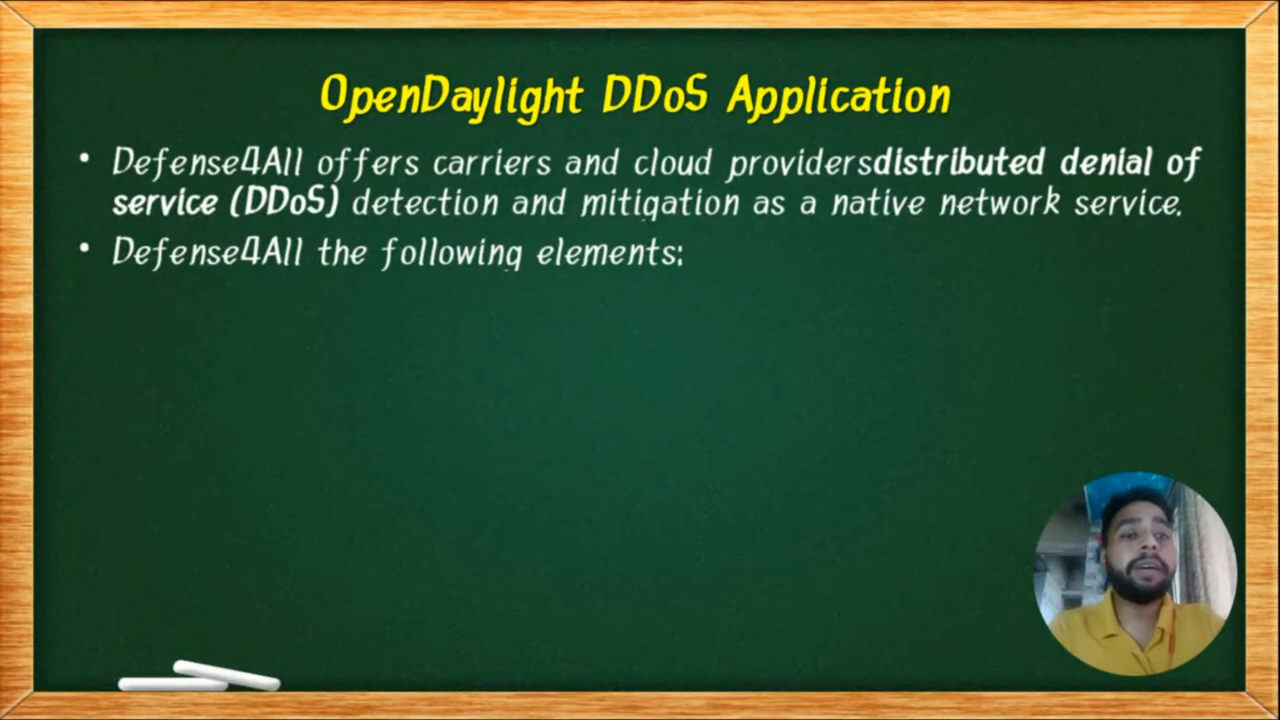 OpenDaylight DDoS Application
• Defense4All offers carriers and cloud providersdistributed denial of
service (DDoS) detection and mitigation as a native network service.
• Defense4All the following elements: